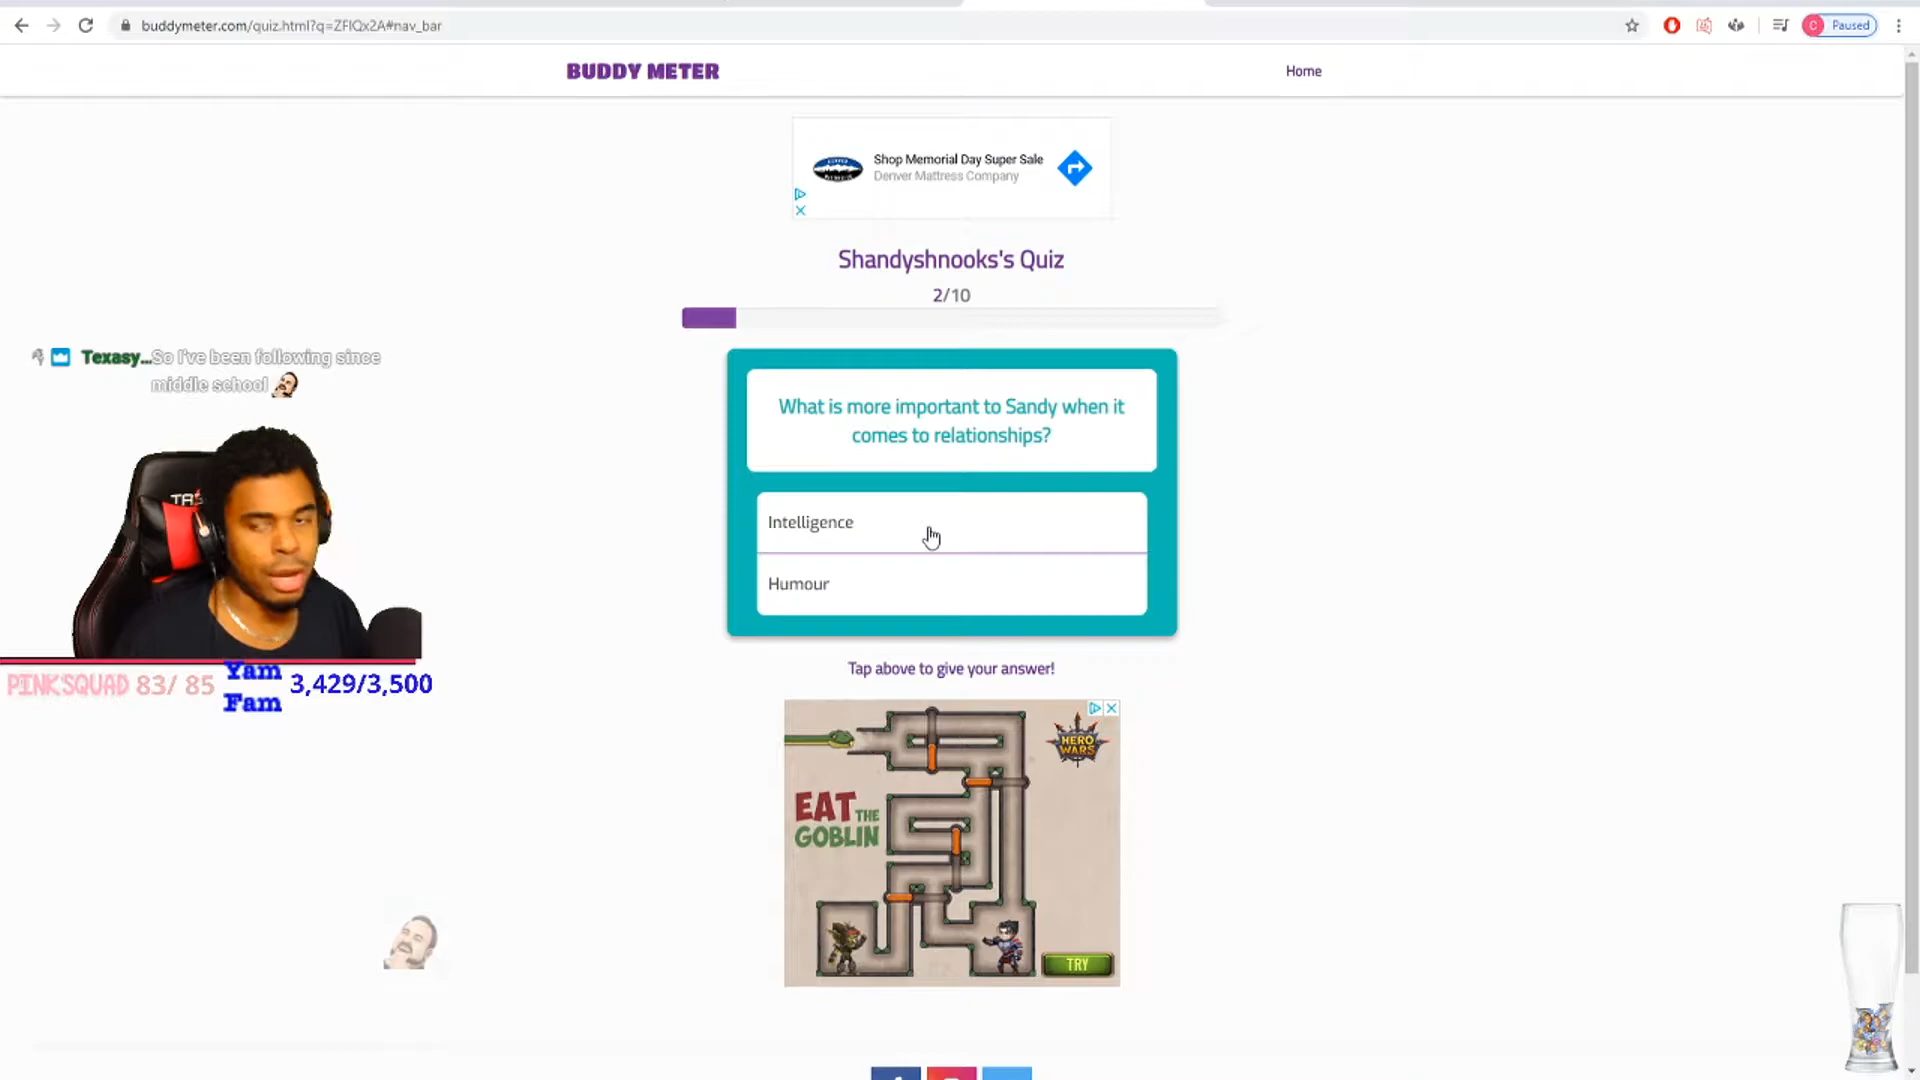 buddymeter.com/quiz.html?q=ZFlQx2A#nav_bar
C Paused
BUDDY METER
Home
Shop Memorial Day Super Sale
Denver Mattress Company
Shandyshnooks's Quiz
2/10
Texasy...So I've been following since
middle school
What is more important to Sandy when it
comes to relationships?
Intelligence
Humour
Tap above to give your answer!
PINKSQUAD 83/ 85
Yam
Fam
3,429/3,500
HERO
WARS
EAT THE
GOBLIN
TRY